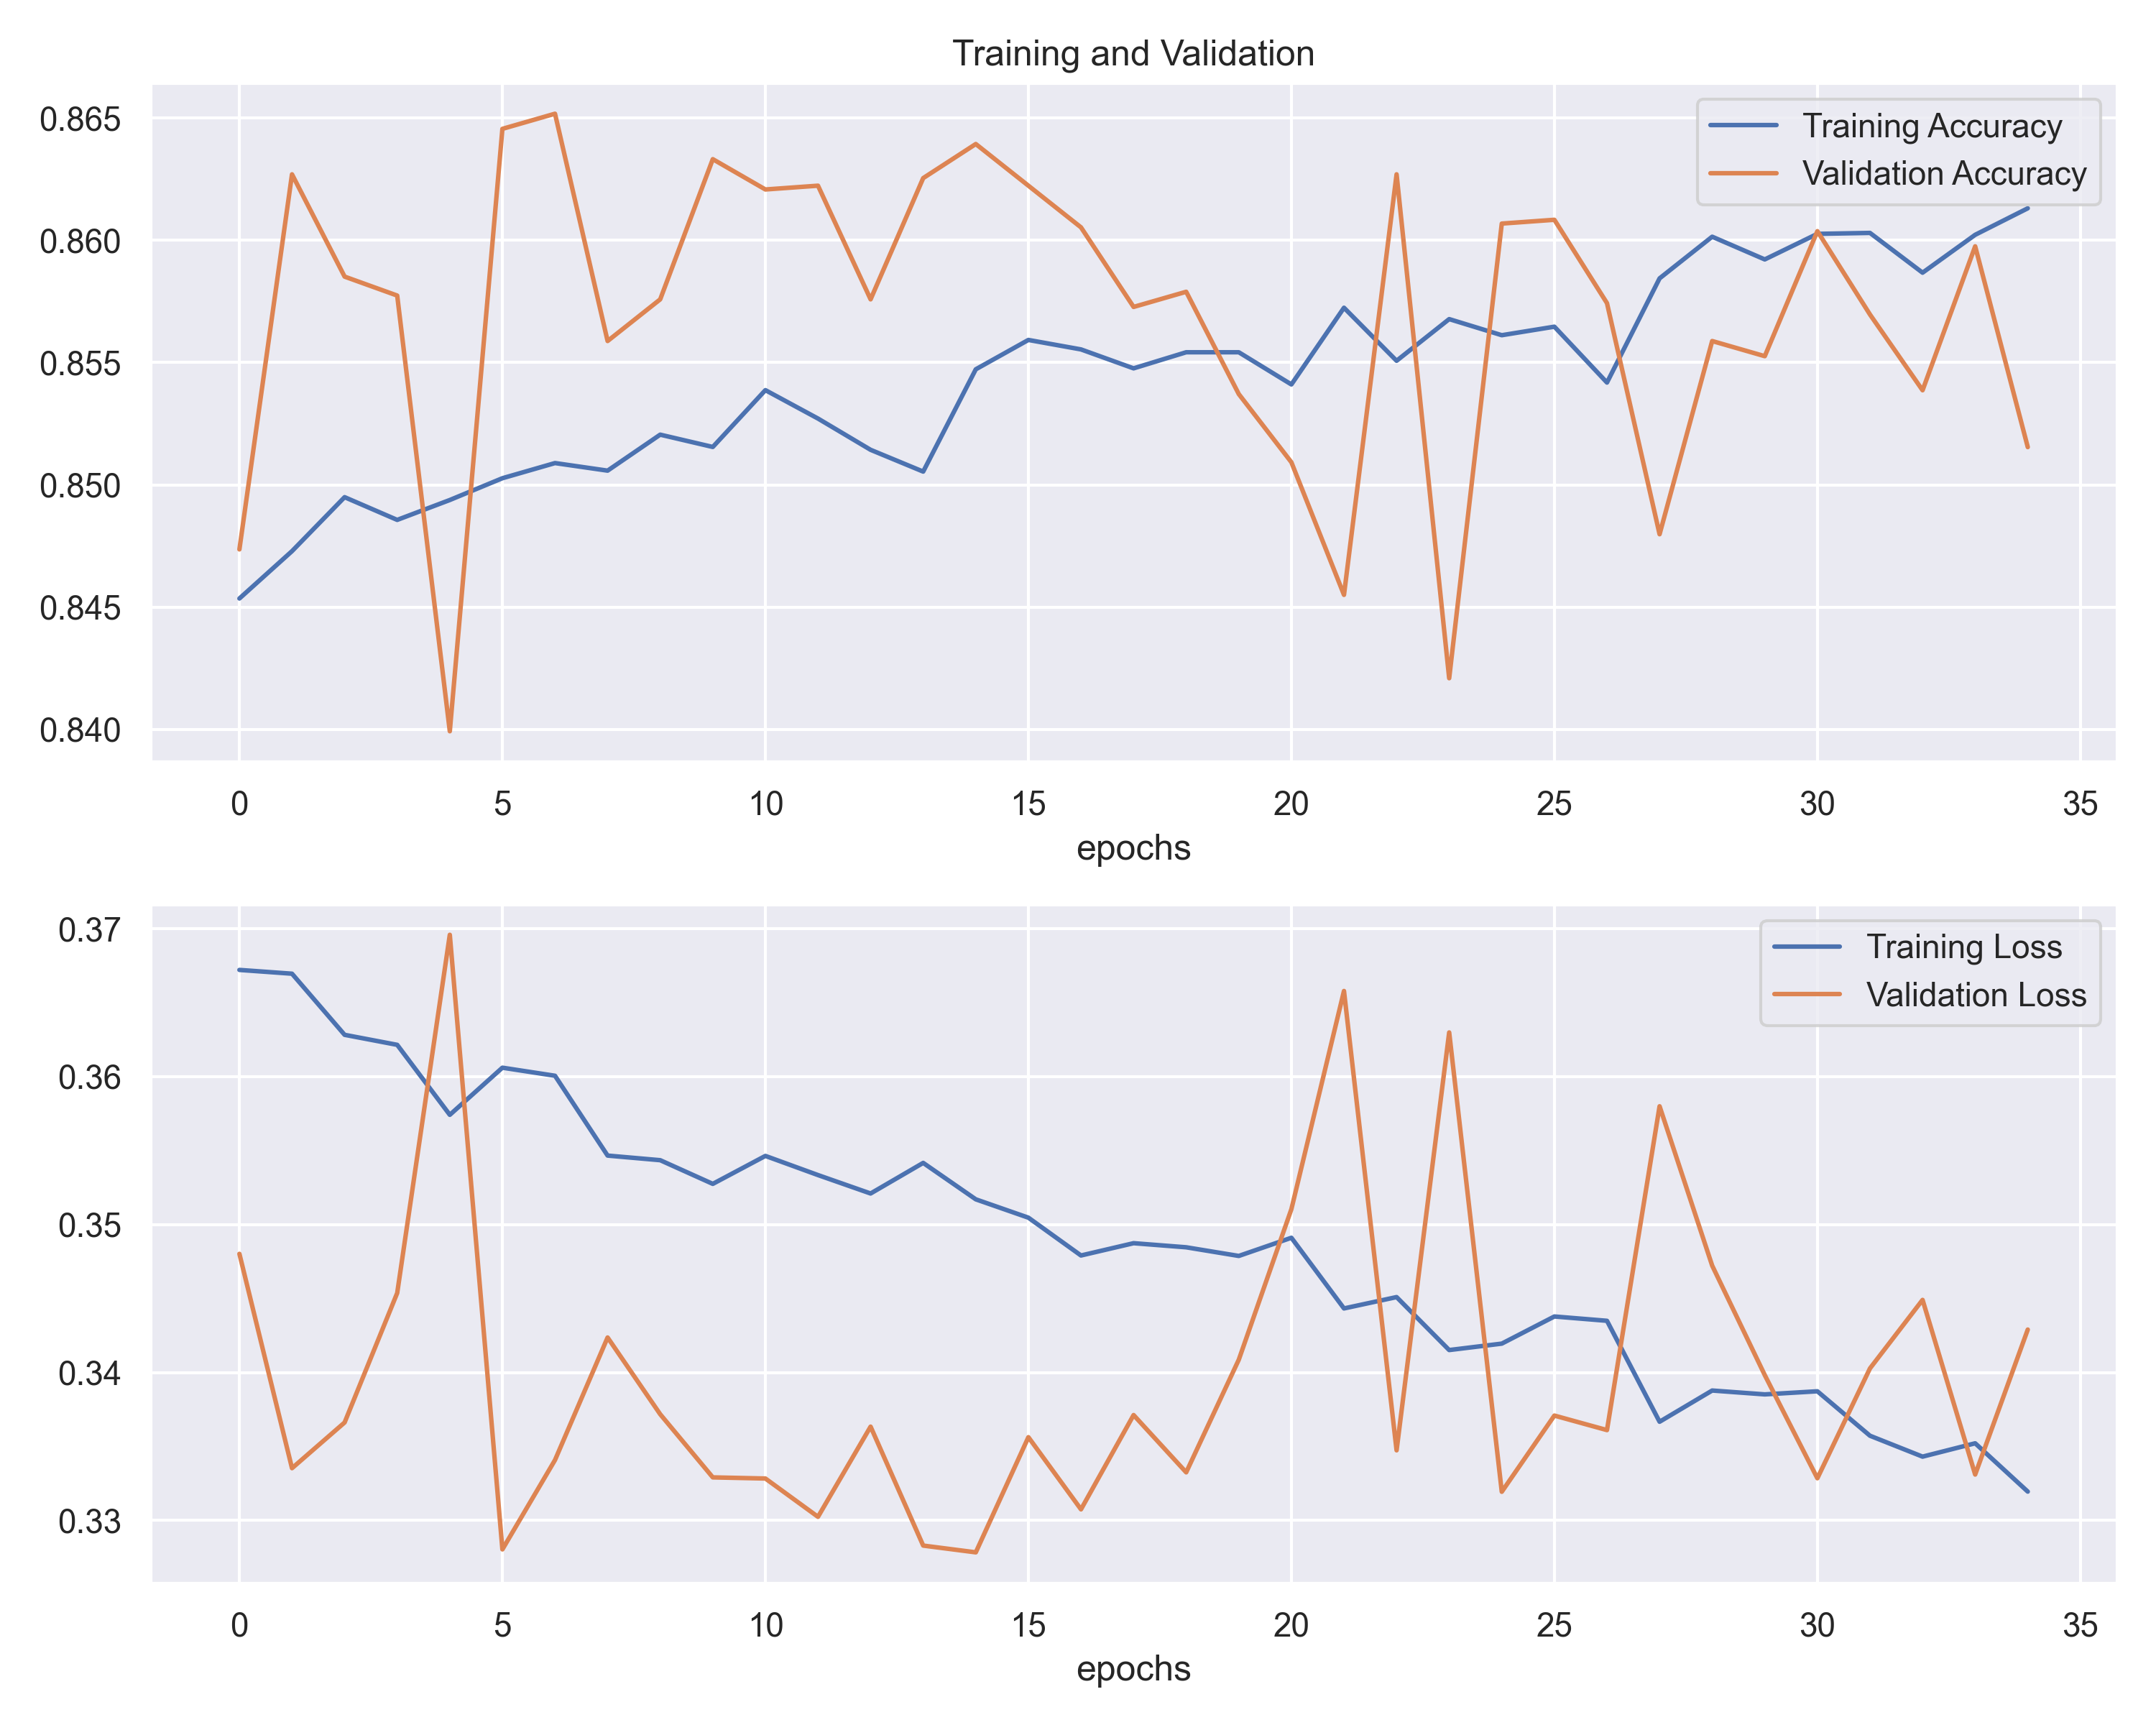 Training and Validation
0.865
0.860
0.855
0.850
0.845
0.840
Training Accuracy
Validation Accuracy
0 5 10 15 20 25 30 35
epochs
0.37
0.36
0.35
0.34
0.33
Training Loss
Validation Loss
0 5 10 15 20 25 30 35
epochs